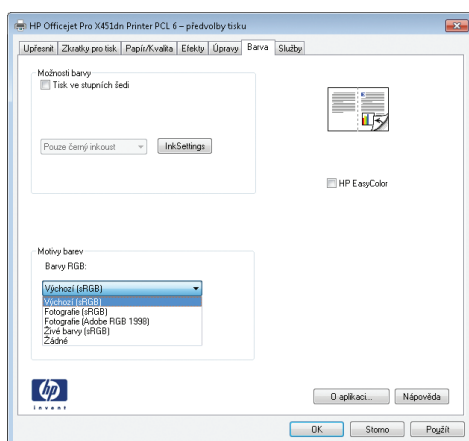 HP Officejet Pro X451dn Printer PCL 6 – předvolby tisku
Upřesnit Zkratky pro tisk Papír/Kvalita Efekty Úpravy Barva Služby
Možnosti barvy
Tisk ve stupních šedi
Pouze černý inkoust InkSettings
HP EasyColor
Motivy barev
Barvy RGB:
Výchozí (sRGB)
Výchozí (sRGB)
Fotografie (sRGB)
Fotografie (Adobe RGB 1998)
Živé barvy (sRGB)
Žádné
hp
invent
O aplikaci... Nápověda
OK Storno Použít